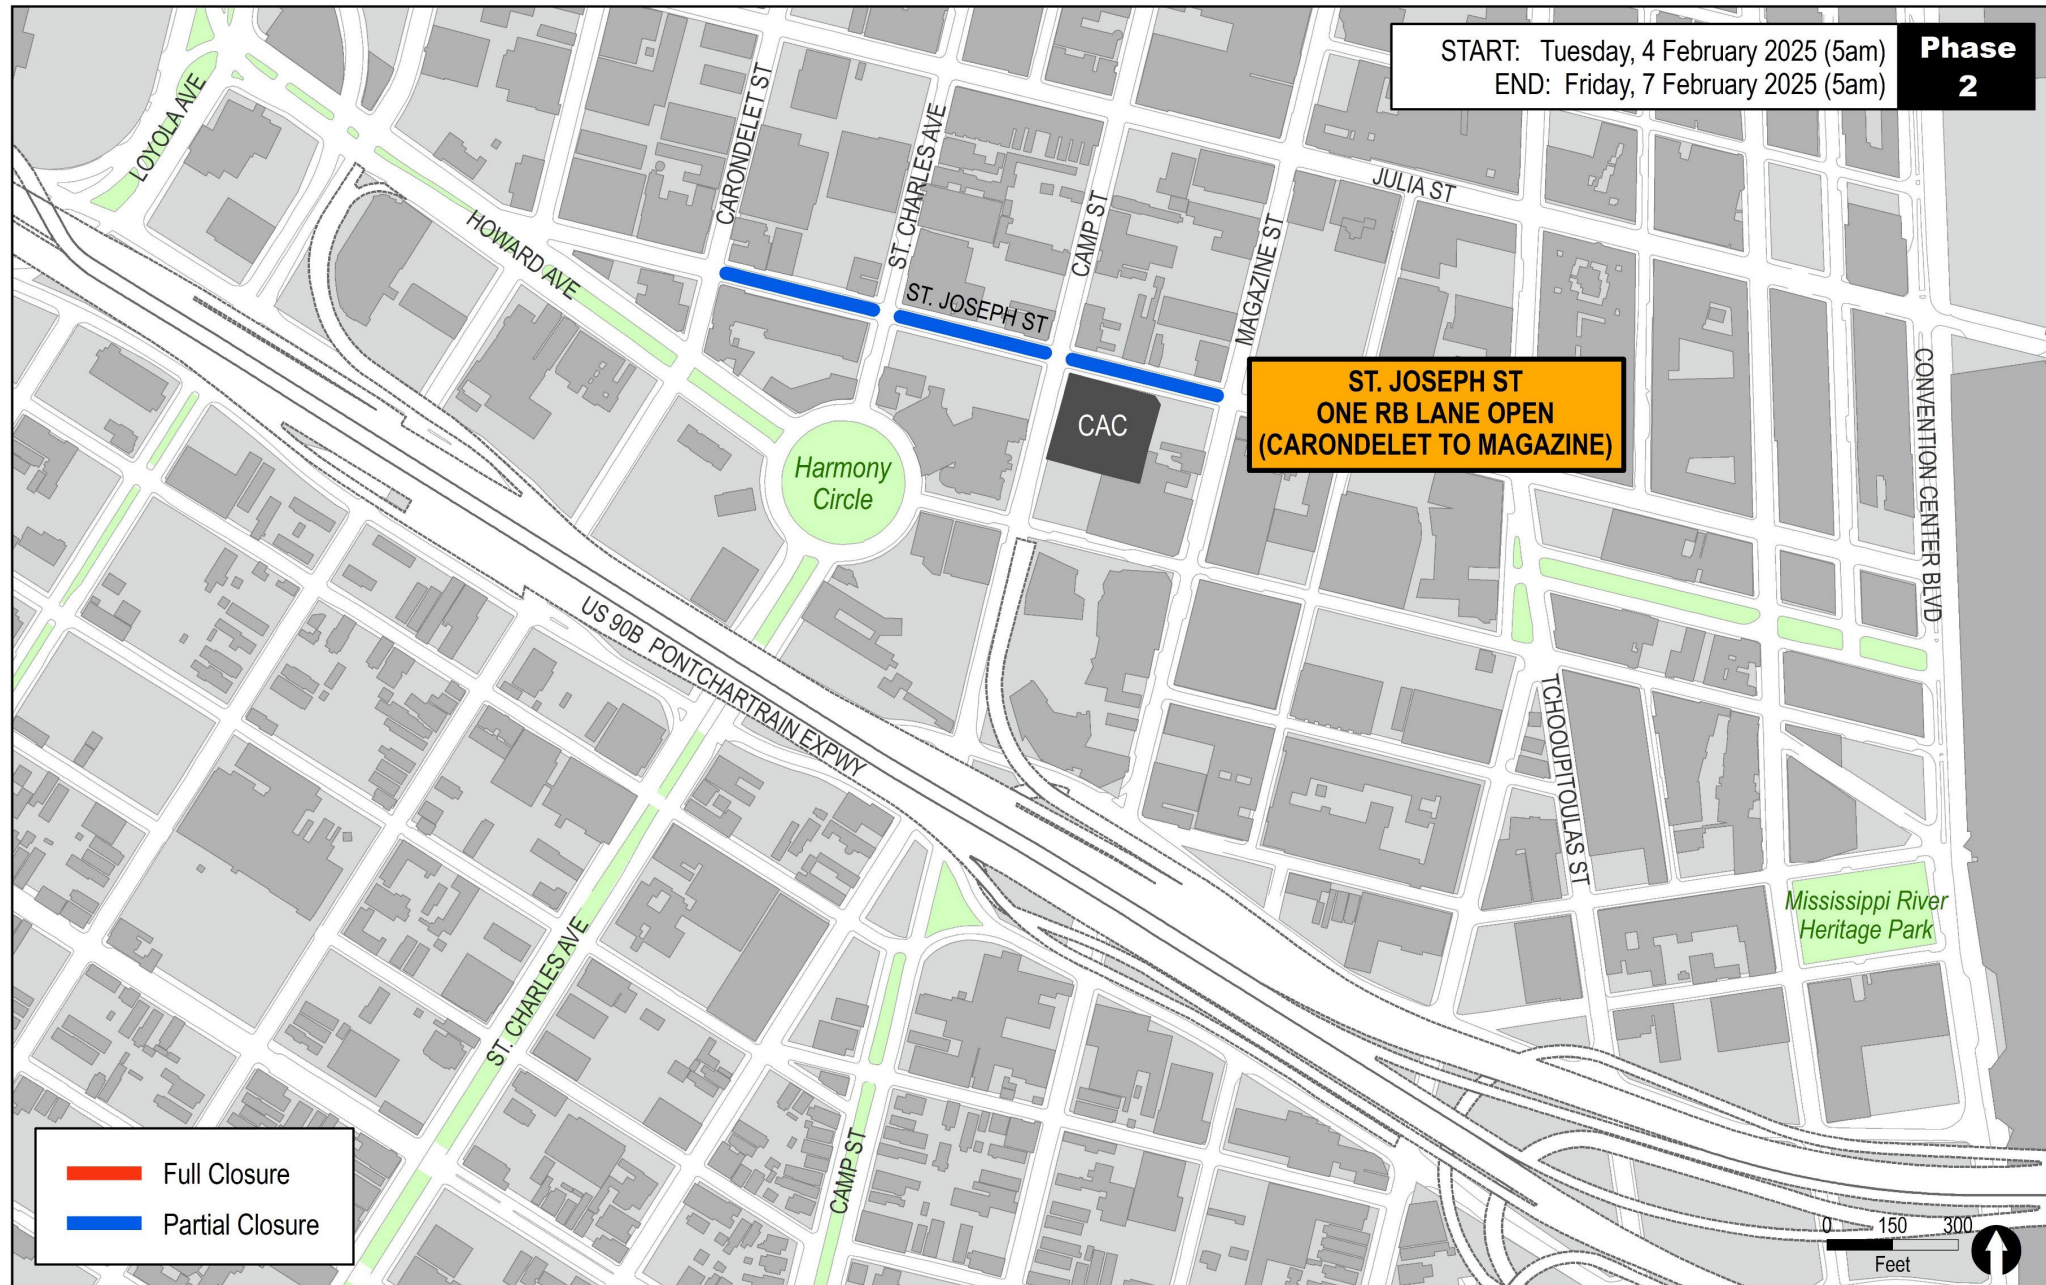 START: Tuesday, 4 February 2025 (5am)
END: Friday, 7 February 2025 (5am)
Phase
2
LOYOLA AVE
HOWARD AVE
CARONDELET ST
ST. CHARLES AVE
CAMP ST
MAGAZINE ST
JULIA ST
ST. JOSEPH ST
ST. JOSEPH ST
ONE RB LANE OPEN
(CARONDELET TO MAGAZINE)
CAC
Harmony
Circle
CONVENTION CENTER BLVD
US 90B PONTCHARTRAIN EXPWY
TCHOUPITOULAS ST
Mississippi River
Heritage Park
ST. CHARLES AVE
CAMP ST
Full Closure
Partial Closure
0 150 300
Feet